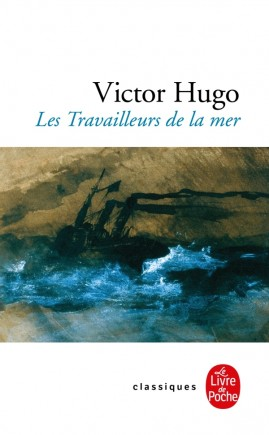 Victor Hugo
Les Travailleurs de la mer
classiques
Le
Livre
de
Poche